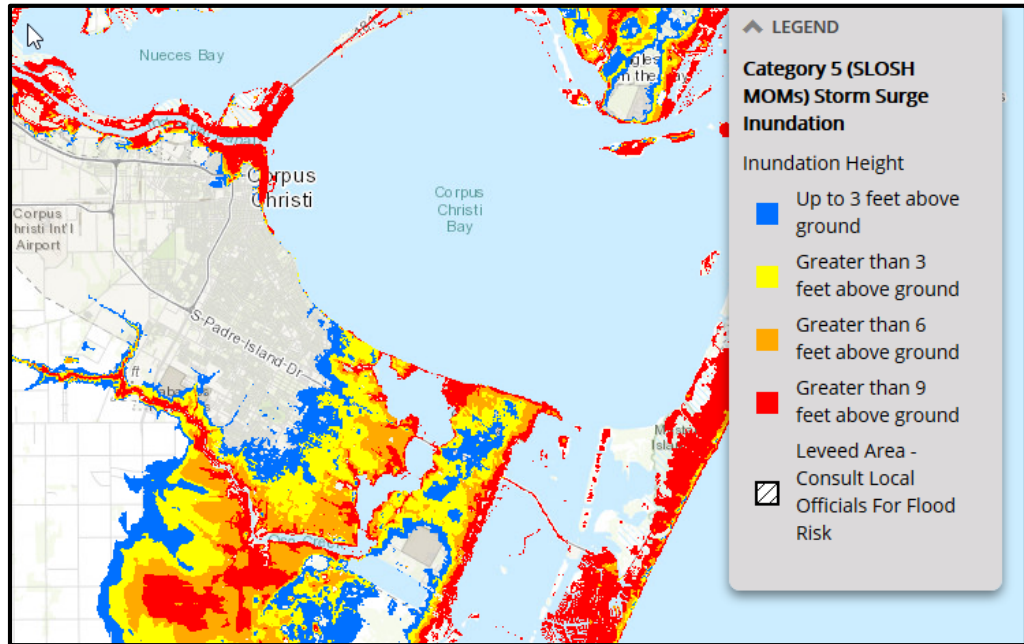 Nueces Bay
Corpus
Christi
Corpus
Christi
Bay
Corpus
hristi Int'l
Airport
S-Padre-Island-Dr
LEGEND
Category 5 (SLOSH
MOMs) Storm Surge
Inundation
Inundation Height
Up to 3 feet above
ground
Greater than 3
feet above ground
Greater than 6
feet above ground
Greater than 9
feet above ground
Leveed Area -
Consult Local
Officials For Flood
Risk